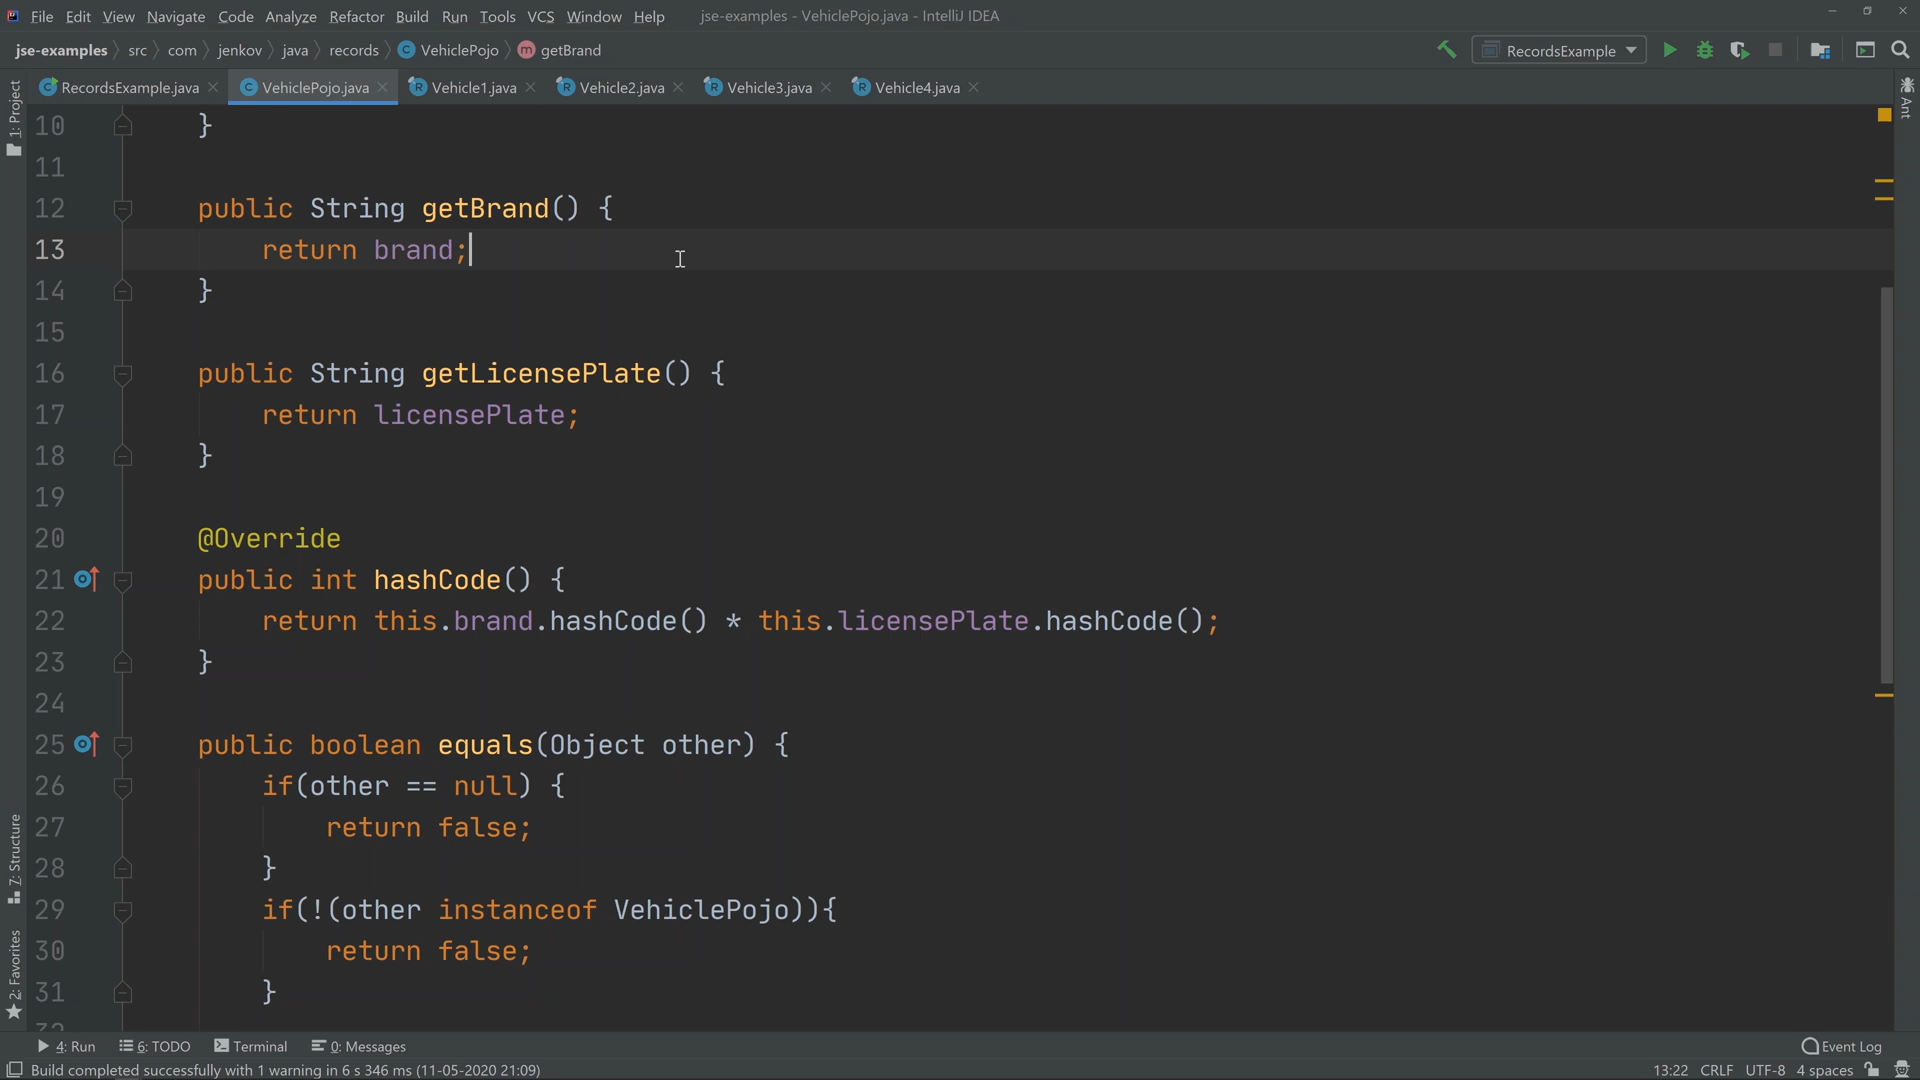 File Edit View Navigate Code Analyze Refactor Build Run Tools VCS Window Help jse-examples - VehiclePojo.java - IntelliJ IDEA
jse-examples src com jenkov java records VehiclePojo getBrand RecordsExample
RecordsExample.java VehiclePojo.java Vehicle1.java Vehicle2.java Vehicle3.java Vehicle4.java
1: Project
Ant
10 }
11
12 public String getBrand() {
13 return brand;
14 }
15
16 public String getLicensePlate() {
17 return licensePlate;
18 }
19
20 @Override
21 public int hashCode() {
22 return this.brand.hashCode() * this.licensePlate.hashCode();
23 }
24
25 public boolean equals(Object other) {
26 if(other == null) {
27 return false;
28 }
29 if(!(other instanceof VehiclePojo)){
30 return false;
31 }
32
7: Structure
2: Favorites
4: Run 6: TODO Terminal 0: Messages Event Log
Build completed successfully with 1 warning in 6 s 346 ms (11-05-2020 21:09) 13:22 CRLF UTF-8 4 spaces